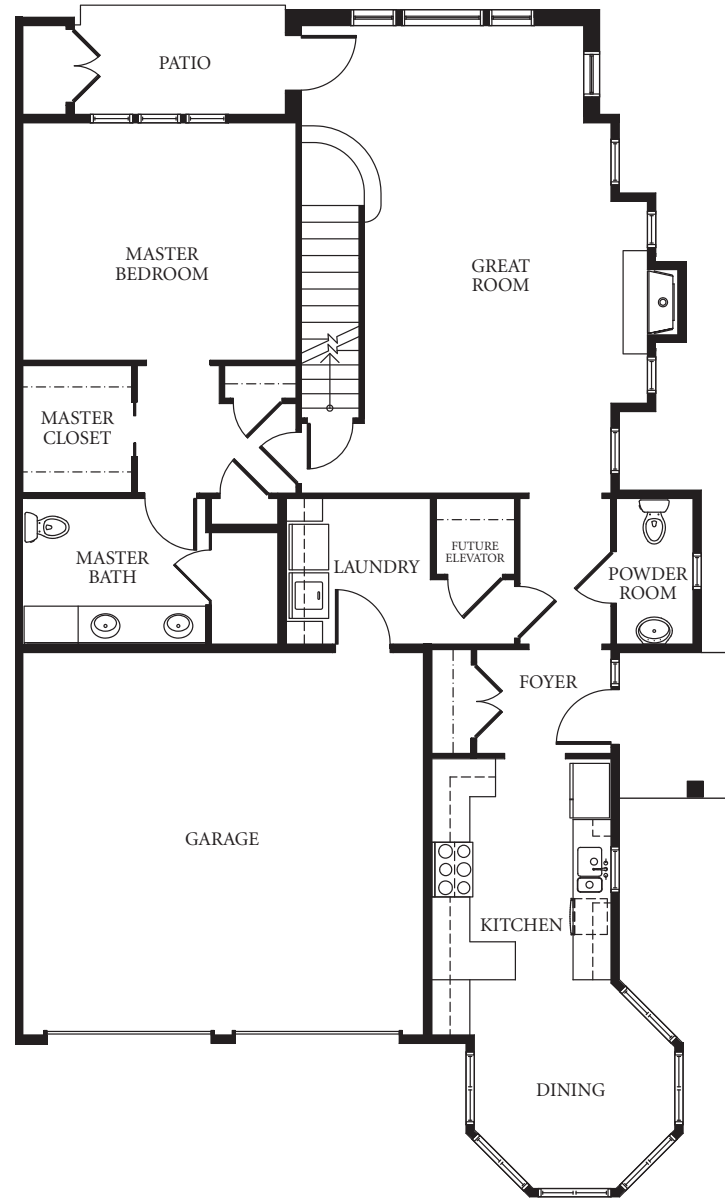 PATIO
MASTER
BEDROOM
GREAT
ROOM
MASTER
CLOSET
MASTER
BATH
LAUNDRY
FUTURE
ELEVATOR
POWDER
ROOM
FOYER
GARAGE
KITCHEN
DINING